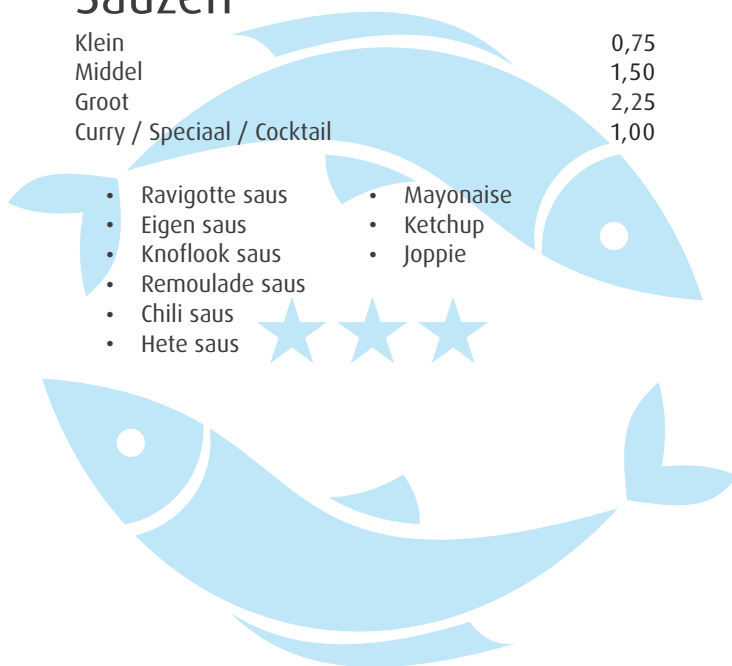 Sauzen
Klein 0,75
Middel 1,50
Groot 2,25
Curry / Speciaal / Cocktail 1,00
• Ravigotte saus
• Eigen saus
• Knoflook saus
• Remoulade saus
• Chili saus
• Hete saus
• Mayonaise
• Ketchup
• Joppie